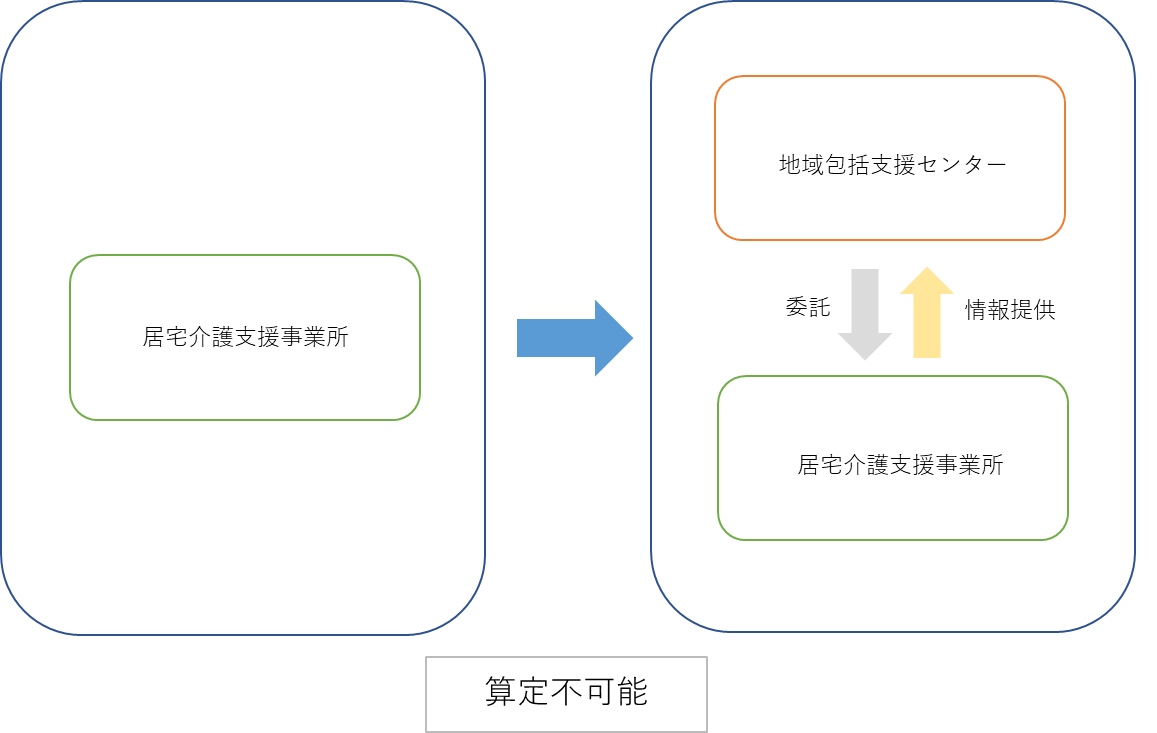 居宅介護支援事業所
地域包括支援センター
委託
情報提供
居宅介護支援事業所
算定不可能